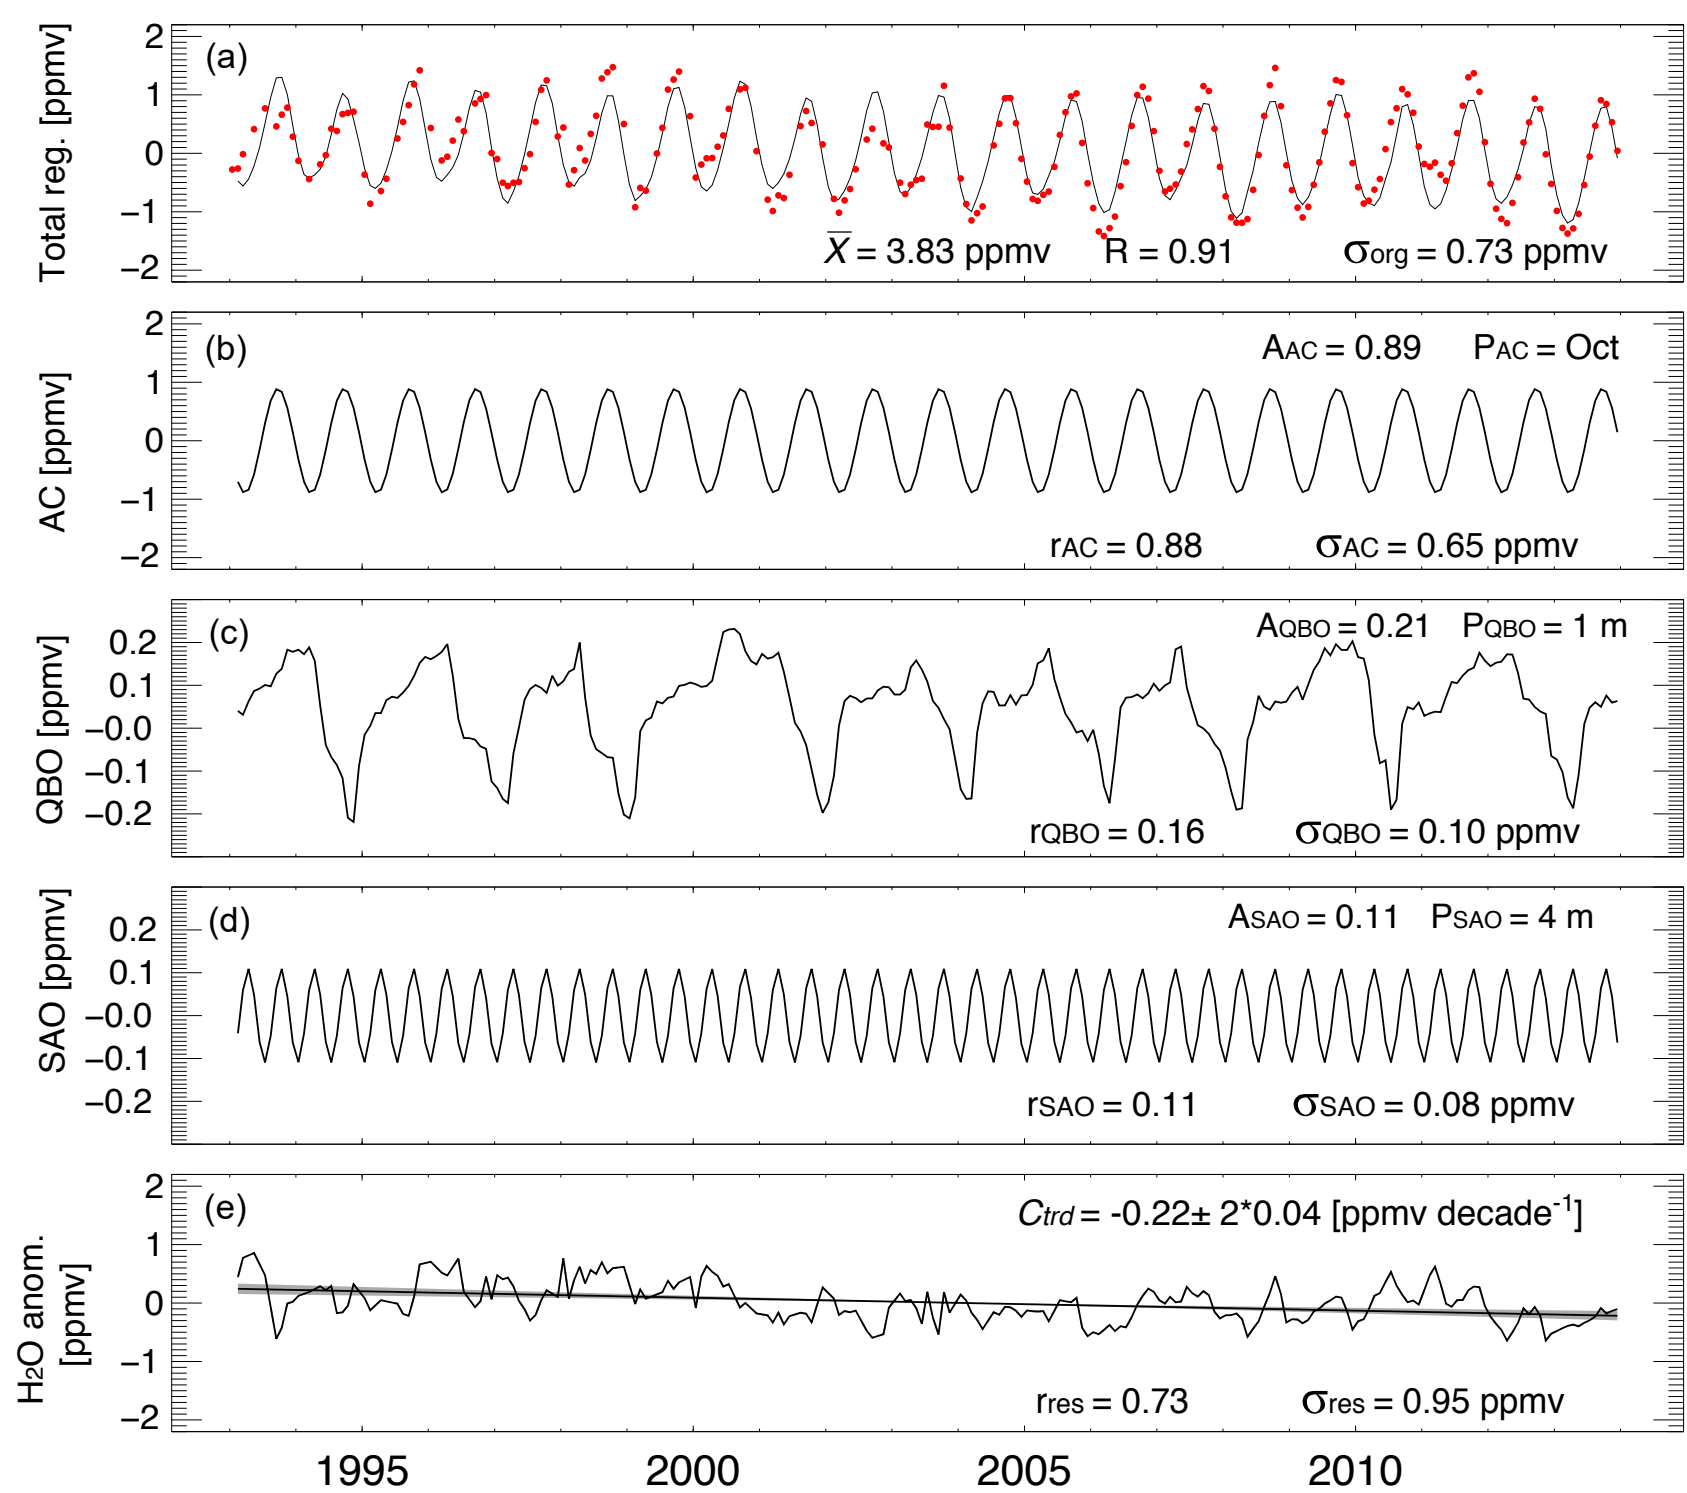 Total reg. [ppmv]
2
1
0
−1
−2
(a)
X̅ = 3.83 ppmv R = 0.91 σorg = 0.73 ppmv
AC [ppmv]
2
1
0
−1
−2
(b)
AAC = 0.89 PAC = Oct
rAC = 0.88 σAC = 0.65 ppmv
QBO [ppmv]
0.2
0.1
−0.0
−0.1
−0.2
(c)
AQBO = 0.21 PQBO = 1 m
rQBO = 0.16 σQBO = 0.10 ppmv
SAO [ppmv]
0.2
0.1
−0.0
−0.1
−0.2
(d)
ASAO = 0.11 PSAO = 4 m
rSAO = 0.11 σSAO = 0.08 ppmv
H2O anom.
[ppmv]
2
1
0
−1
−2
(e)
Ctrd = -0.22± 2*0.04 [ppmv decade-1]
rres = 0.73 σres = 0.95 ppmv
1995 2000 2005 2010